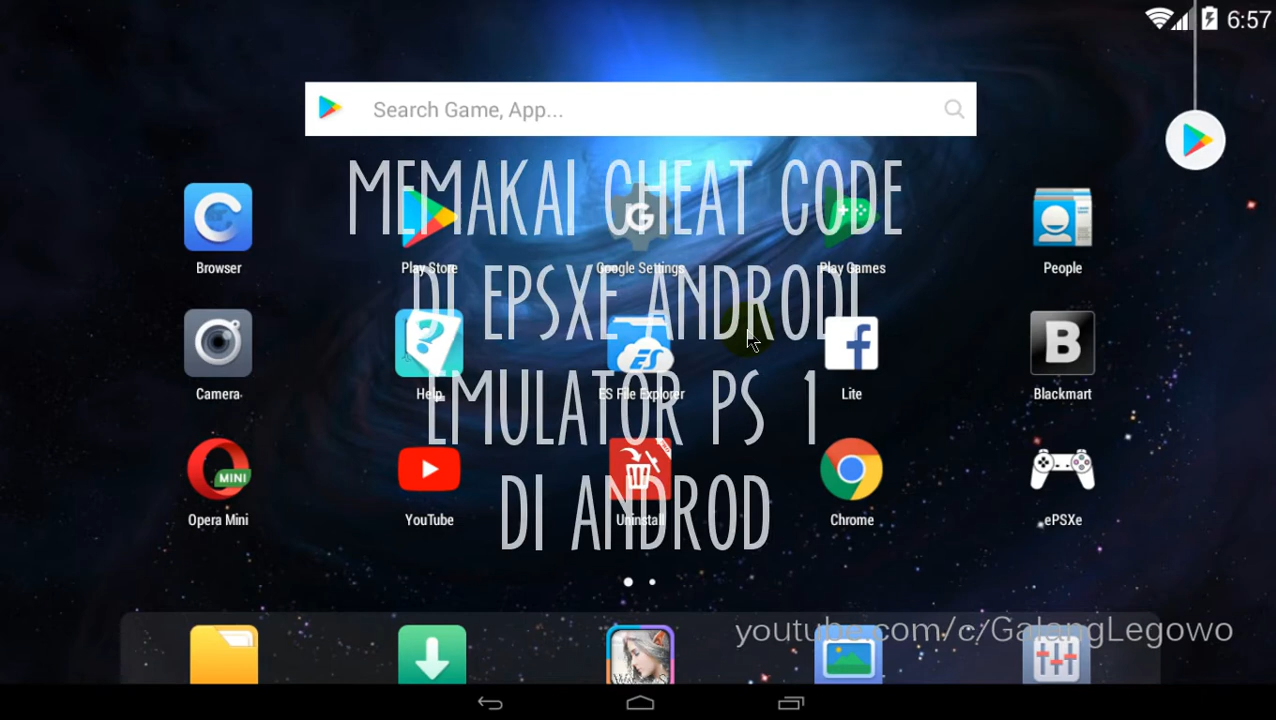 6:57
Search Game, App...
MEMAKAI CHEAT CODE
DI EPSXE ANDRODI
EMULATOR PS 1
DI ANDROD
Browser
Play Store
Google Settings
Play Games
People
Camera
Help
ES File Explorer
Lite
B
Blackmart
MINI
Opera Mini
YouTube
Uninstall
Chrome
ePSXe
youtube.com/c/GalangLegowo